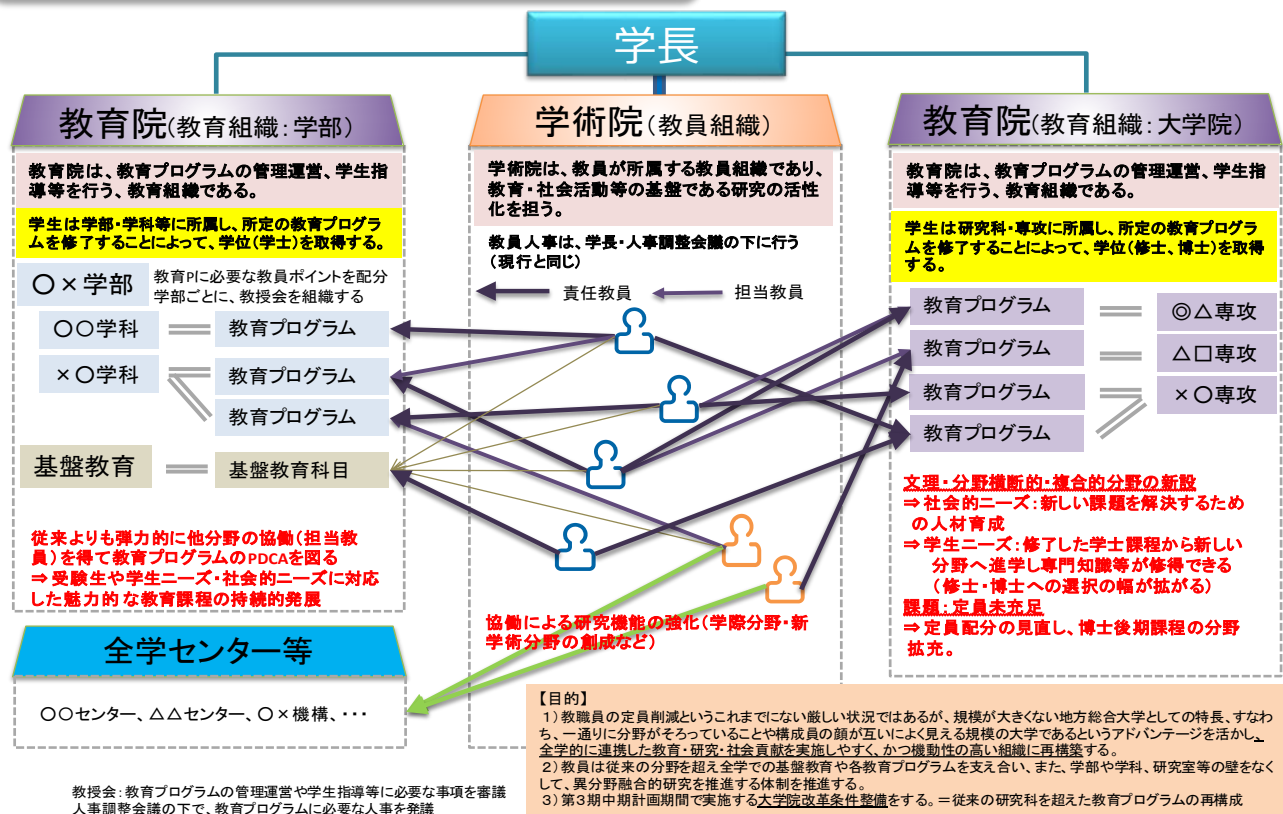 学長
教育院(教育組織:学部)
教育院は、教育プログラムの管理運営、学生指
導等を行う、教育組織である。
学生は学部・学科等に所属し、所定の教育プログラ
ムを修了することによって、学位(学士)を取得する。
〇×学部
教育Pに必要な教員ポイントを配分
学部ごとに、教授会を組織する
〇〇学科
教育プログラム
×〇学科
教育プログラム
教育プログラム
基盤教育
基盤教育科目
従来よりも弾力的に他分野の協働(担当教
員)を得て教育プログラムのPDCAを図る
⇒受験生や学生ニーズ・社会的ニーズに対応
した魅力的な教育課程の持続的発展
学術院(教員組織)
学術院は、教員が所属する教員組織であり、
教育・社会活動等の基盤である研究の活性
化を担う。
教員人事は、学長・人事調整会議の下に行う
(現行と同じ)
責任教員
担当教員
協働による研究機能の強化(学際分野・新
学術分野の創成など)
教育院(教育組織:大学院)
教育院は、教育プログラムの管理運営、学生指
導等を行う、教育組織である。
学生は研究科・専攻に所属し、所定の教育プログラ
ムを修了することによって、学位(修士、博士)を取得
する。
教育プログラム
◎△専攻
教育プログラム
△□専攻
教育プログラム
×〇専攻
教育プログラム
文理・分野横断的・複合的分野の新設
⇒社会的ニーズ:新しい課題を解決するため
の人材育成
⇒学生ニーズ:修了した学士課程から新しい
分野へ進学し専門知識等が修得できる
(修士・博士への選択の幅が拡がる)
課題:定員未充足
⇒定員配分の見直し、博士後期課程の分野
拡充。
全学センター等
〇〇センター、△△センター、〇×機構、・・・
教授会:教育プログラムの管理運営や学生指導等に必要な事項を審議
人事調整会議の下で、教育プログラムに必要な人事を発議
【目的】
1)教職員の定員削減というこれまでにない厳しい状況ではあるが、規模が大きくない地方総合大学としての特長、すなわ
ち、一通りに分野がそろっていることや構成員の顔が互いによく見える規模の大学であるというアドバンテージを活かし、
全学的に連携した教育・研究・社会貢献を実施しやすく、かつ機動性の高い組織に再構築する。
2)教員は従来の分野を超え全学での基盤教育や各教育プログラムを支え合い、また、学部や学科、研究室等の壁をなく
して、異分野融合的研究を推進する体制を推進する。
3)第3期中期計画期間で実施する大学院改革条件整備をする。=従来の研究科を超えた教育プログラムの再構成